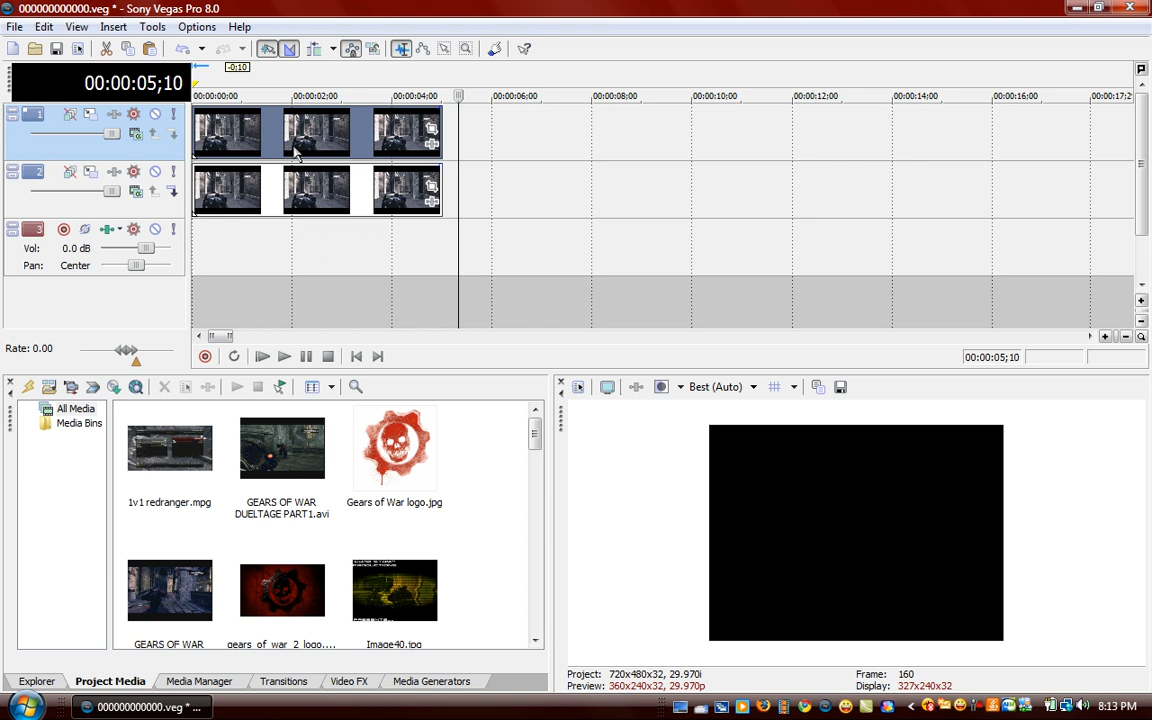 000000000000.veg * - Sony Vegas Pro 8.0
File Edit View Insert Tools Options Help
-0;10
00:00:05;10
00:00:00;00 00:00:02;00 00:00:04;00 00:00:06;00 00:00:08;00 00:00:10;00 00:00:12;00 00:00:14;00 00:00:16;00 00:00:17;2
1
2
3
Vol: 0.0 dB
Pan: Center
Rate: 0.00
00:00:05;10
All Media
Media Bins
1v1 redranger.mpg
GEARS OF WAR
DUELTAGE PART1.avi
Gears of War logo.jpg
GEARS OF WAR
gears of war 2 logo....
Image40.jpg
Best (Auto)
Explorer Project Media Media Manager Transitions Video FX Media Generators
Project: 720x480x32, 29.970i
Preview: 360x240x32, 29.970p
Frame: 160
Display: 327x240x32
000000000000.veg * ...
8:13 PM